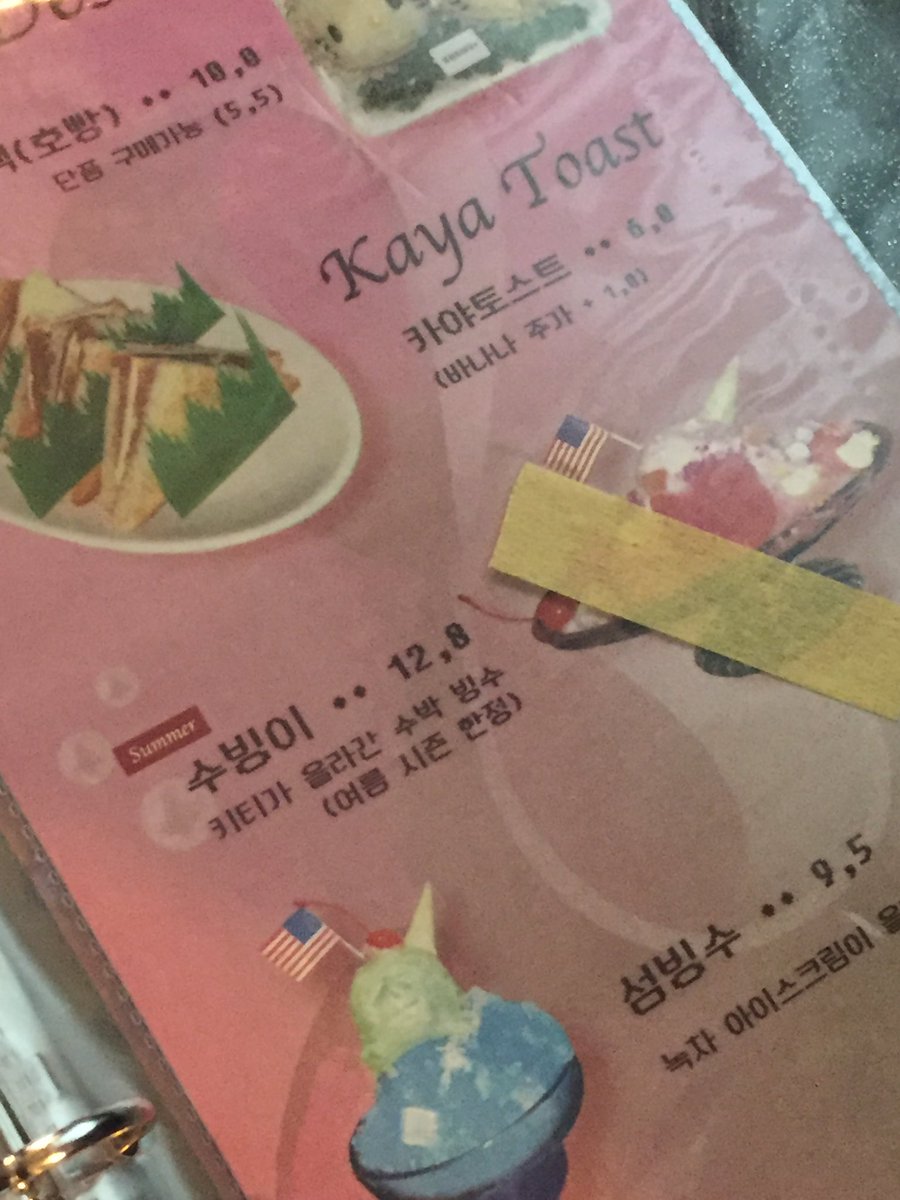 (호빵) •• 10,0
단품 구매가능 (5,5)
Kaya Toast
카야토스트 •• 6,0
(바나나 추가 + 1,0)
Summer
수빙이 •• 12,8
키티가 올라간 수박 빙수
(여름 시즌 한정)
섬빙수 •• 9,5
녹차 아이스크림이